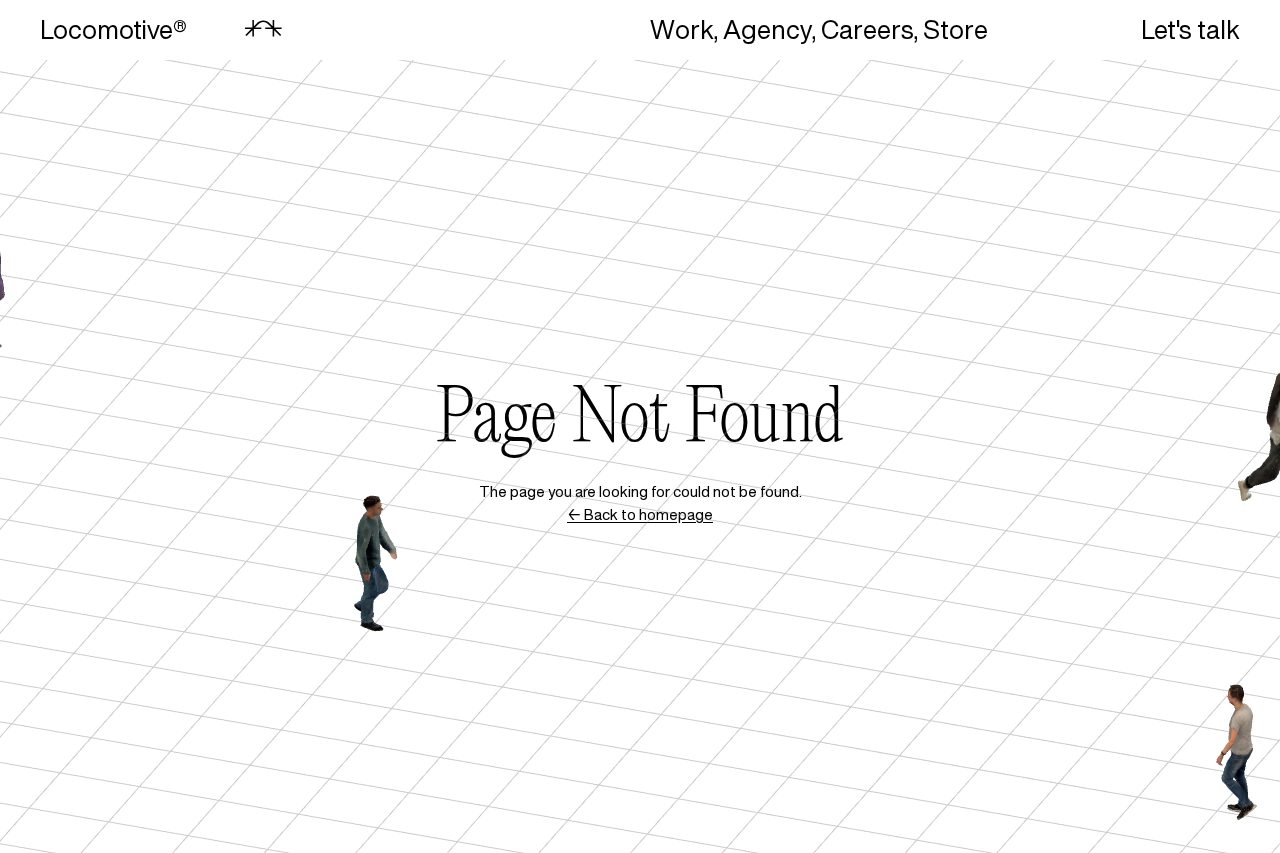 Locomotive®
Work, Agency, Careers, Store
Let's talk
Page Not Found
The page you are looking for could not be found.
← Back to homepage